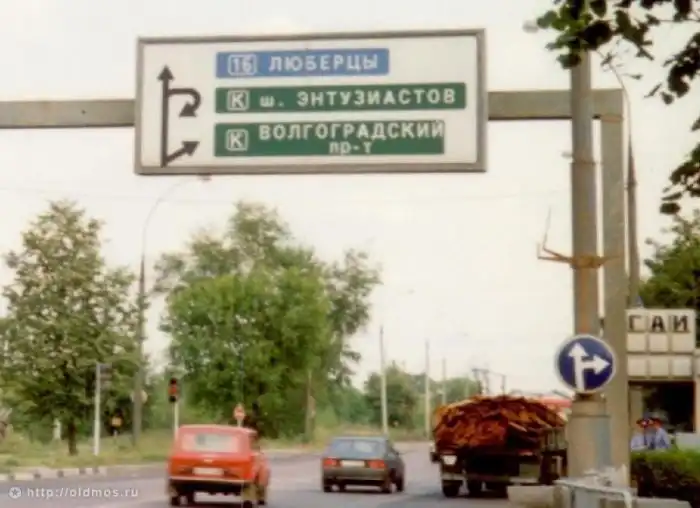 16 ЛЮБЕРЦЫ
К ш. ЭНТУЗИАСТОВ
К ВОЛГОГРАДСКИЙ
пр-т
ГАИ
http://oldmos.ru